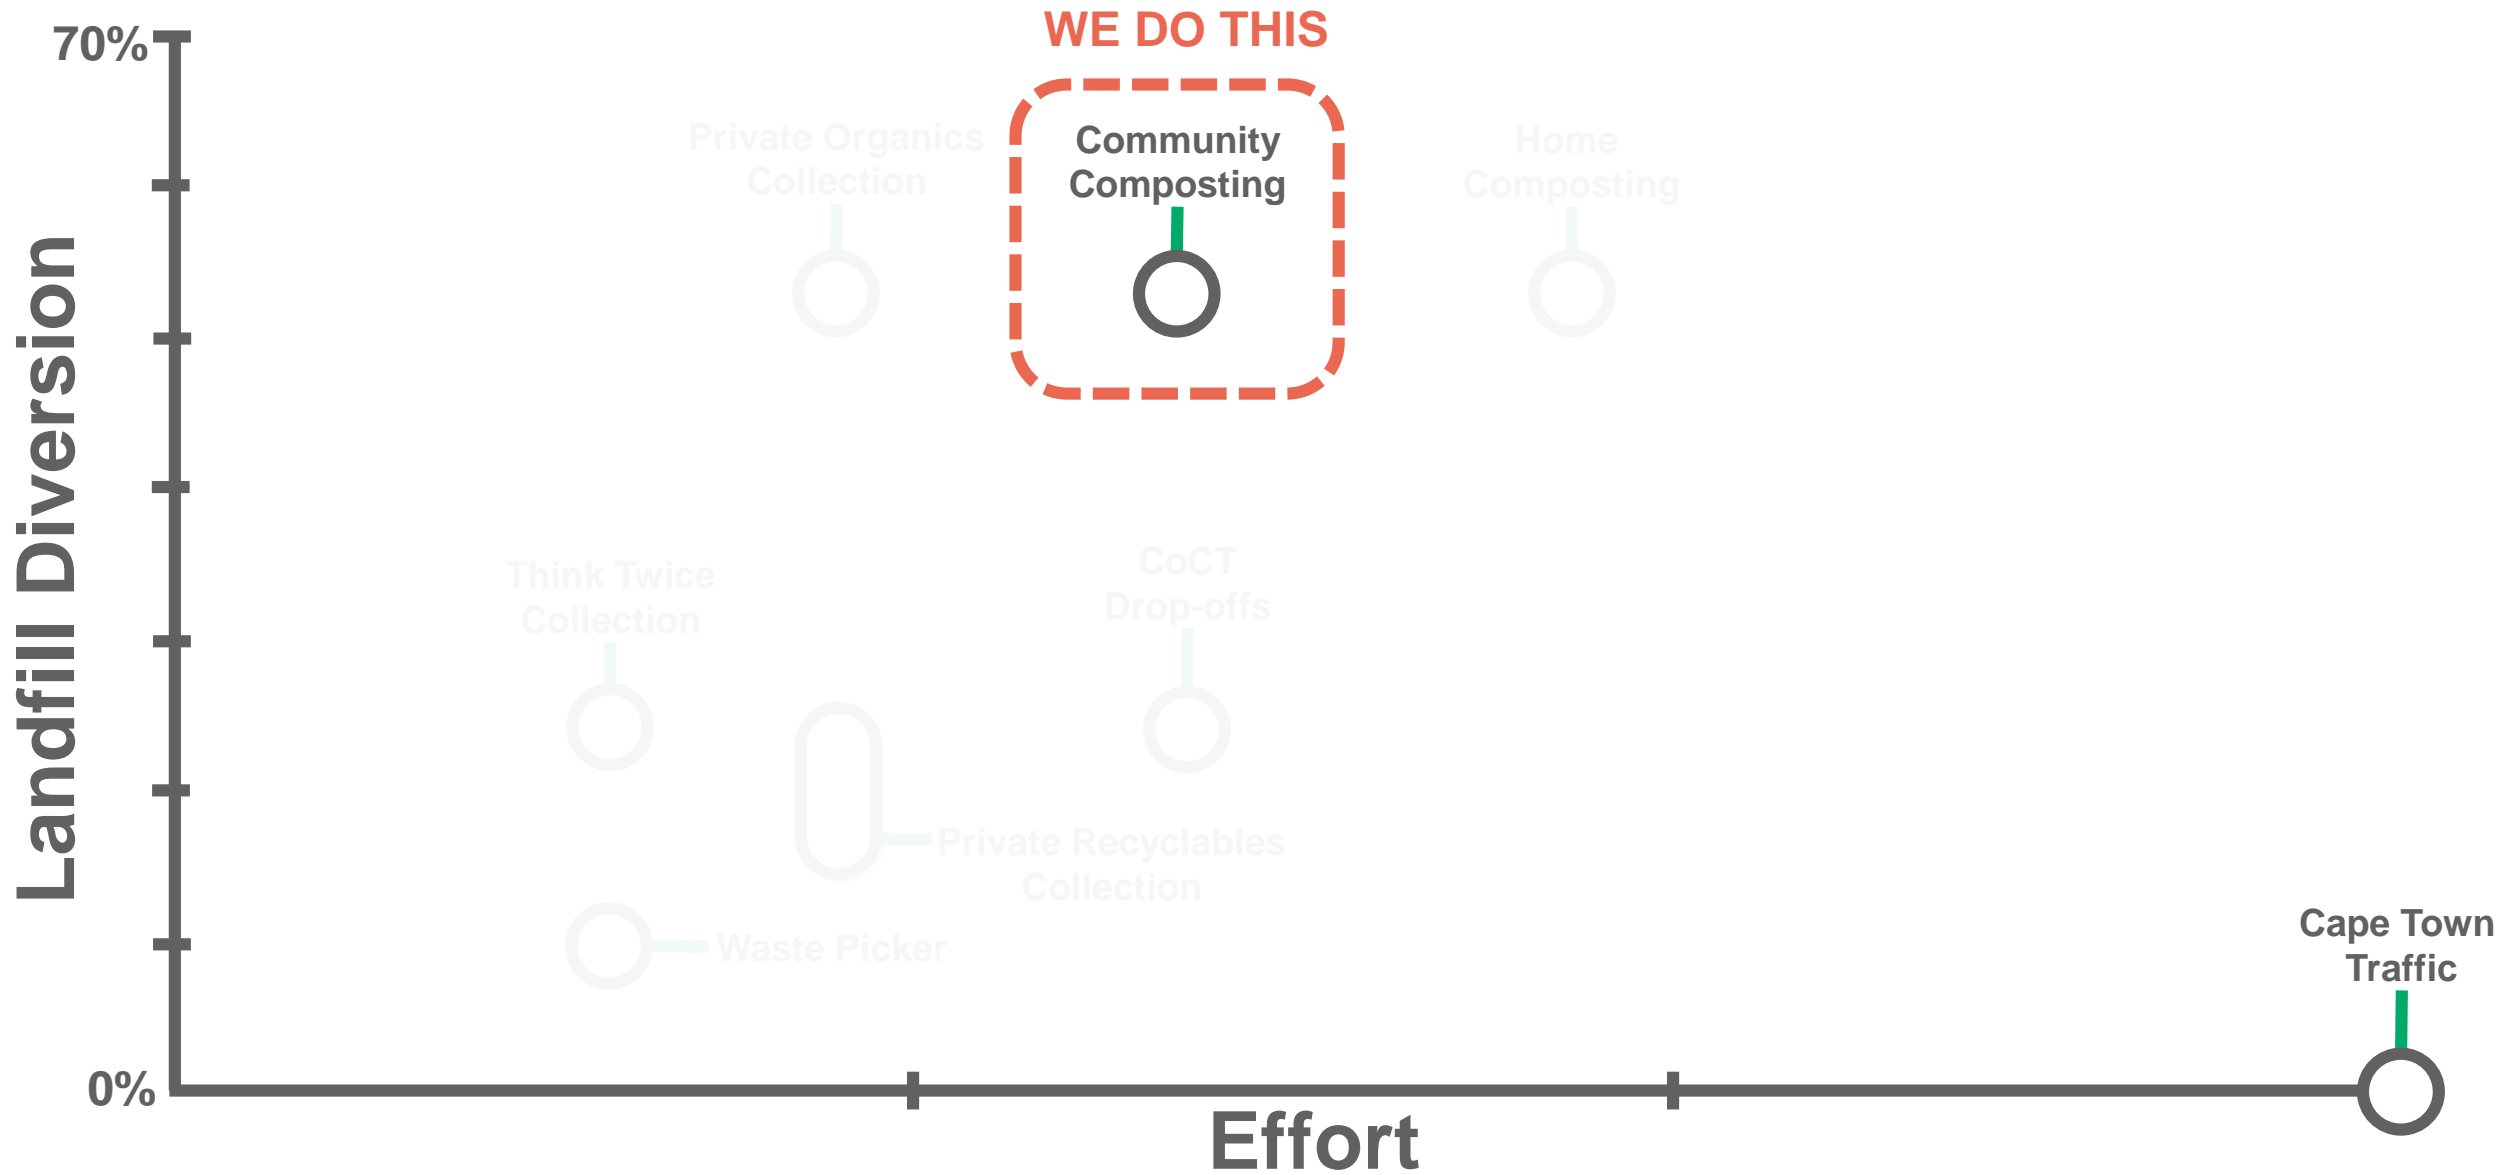 WE DO THIS
70%
Private Organics
Collection
Community
Composting
Home
Composting
Landfill Diversion
Think Twice
Collection
CoCT
Drop-offs
Private Recyclables
Collection
Waste Picker
Cape Town
Traffic
0%
Effort